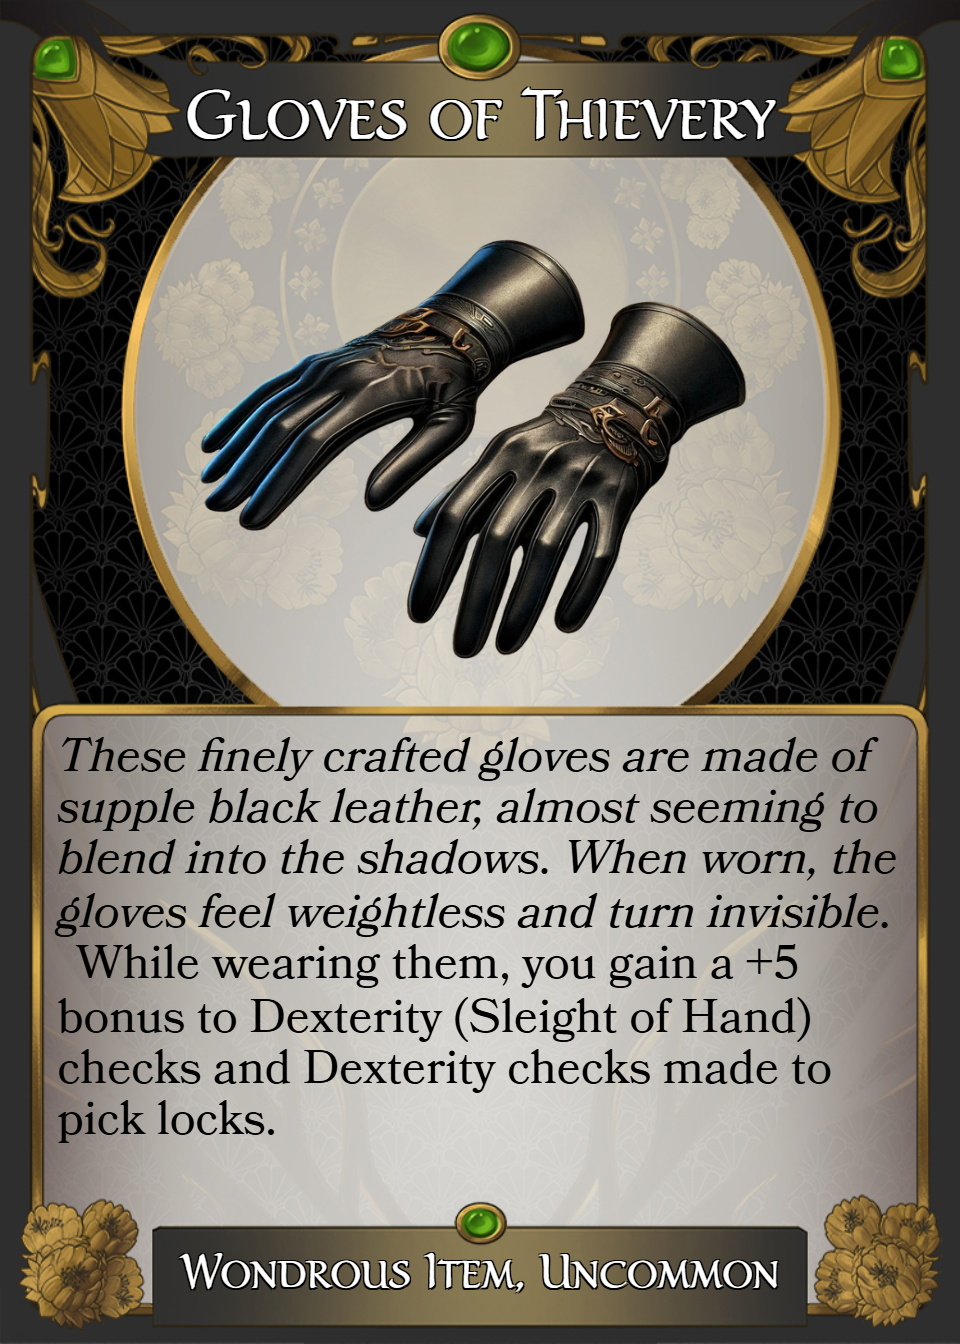 Gloves of Thievery
These finely crafted gloves are made of
supple black leather, almost seeming to
blend into the shadows. When worn, the
gloves feel weightless and turn invisible.
While wearing them, you gain a +5
bonus to Dexterity (Sleight of Hand)
checks and Dexterity checks made to
pick locks.
Wondrous Item, Uncommon